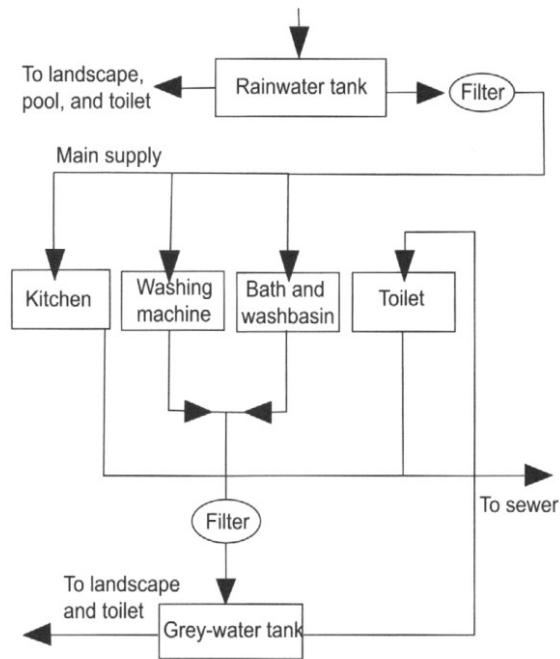 To landscape,
pool, and toilet
Rainwater tank
Filter
Main supply
Kitchen
Washing
machine
Bath and
washbasin
Toilet
To sewer
Filter
To landscape
and toilet
Grey-water tank